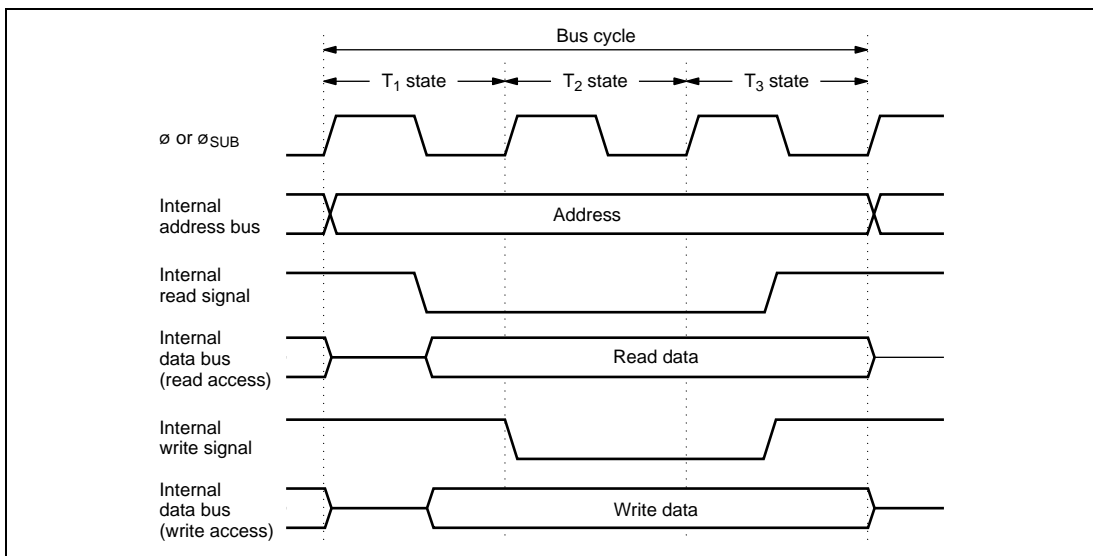 Bus cycle
T1 state
T2 state
T3 state
ø or øSUB
Internal
address bus
Address
Internal
read signal
Internal
data bus
(read access)
Read data
Internal
write signal
Internal
data bus
(write access)
Write data